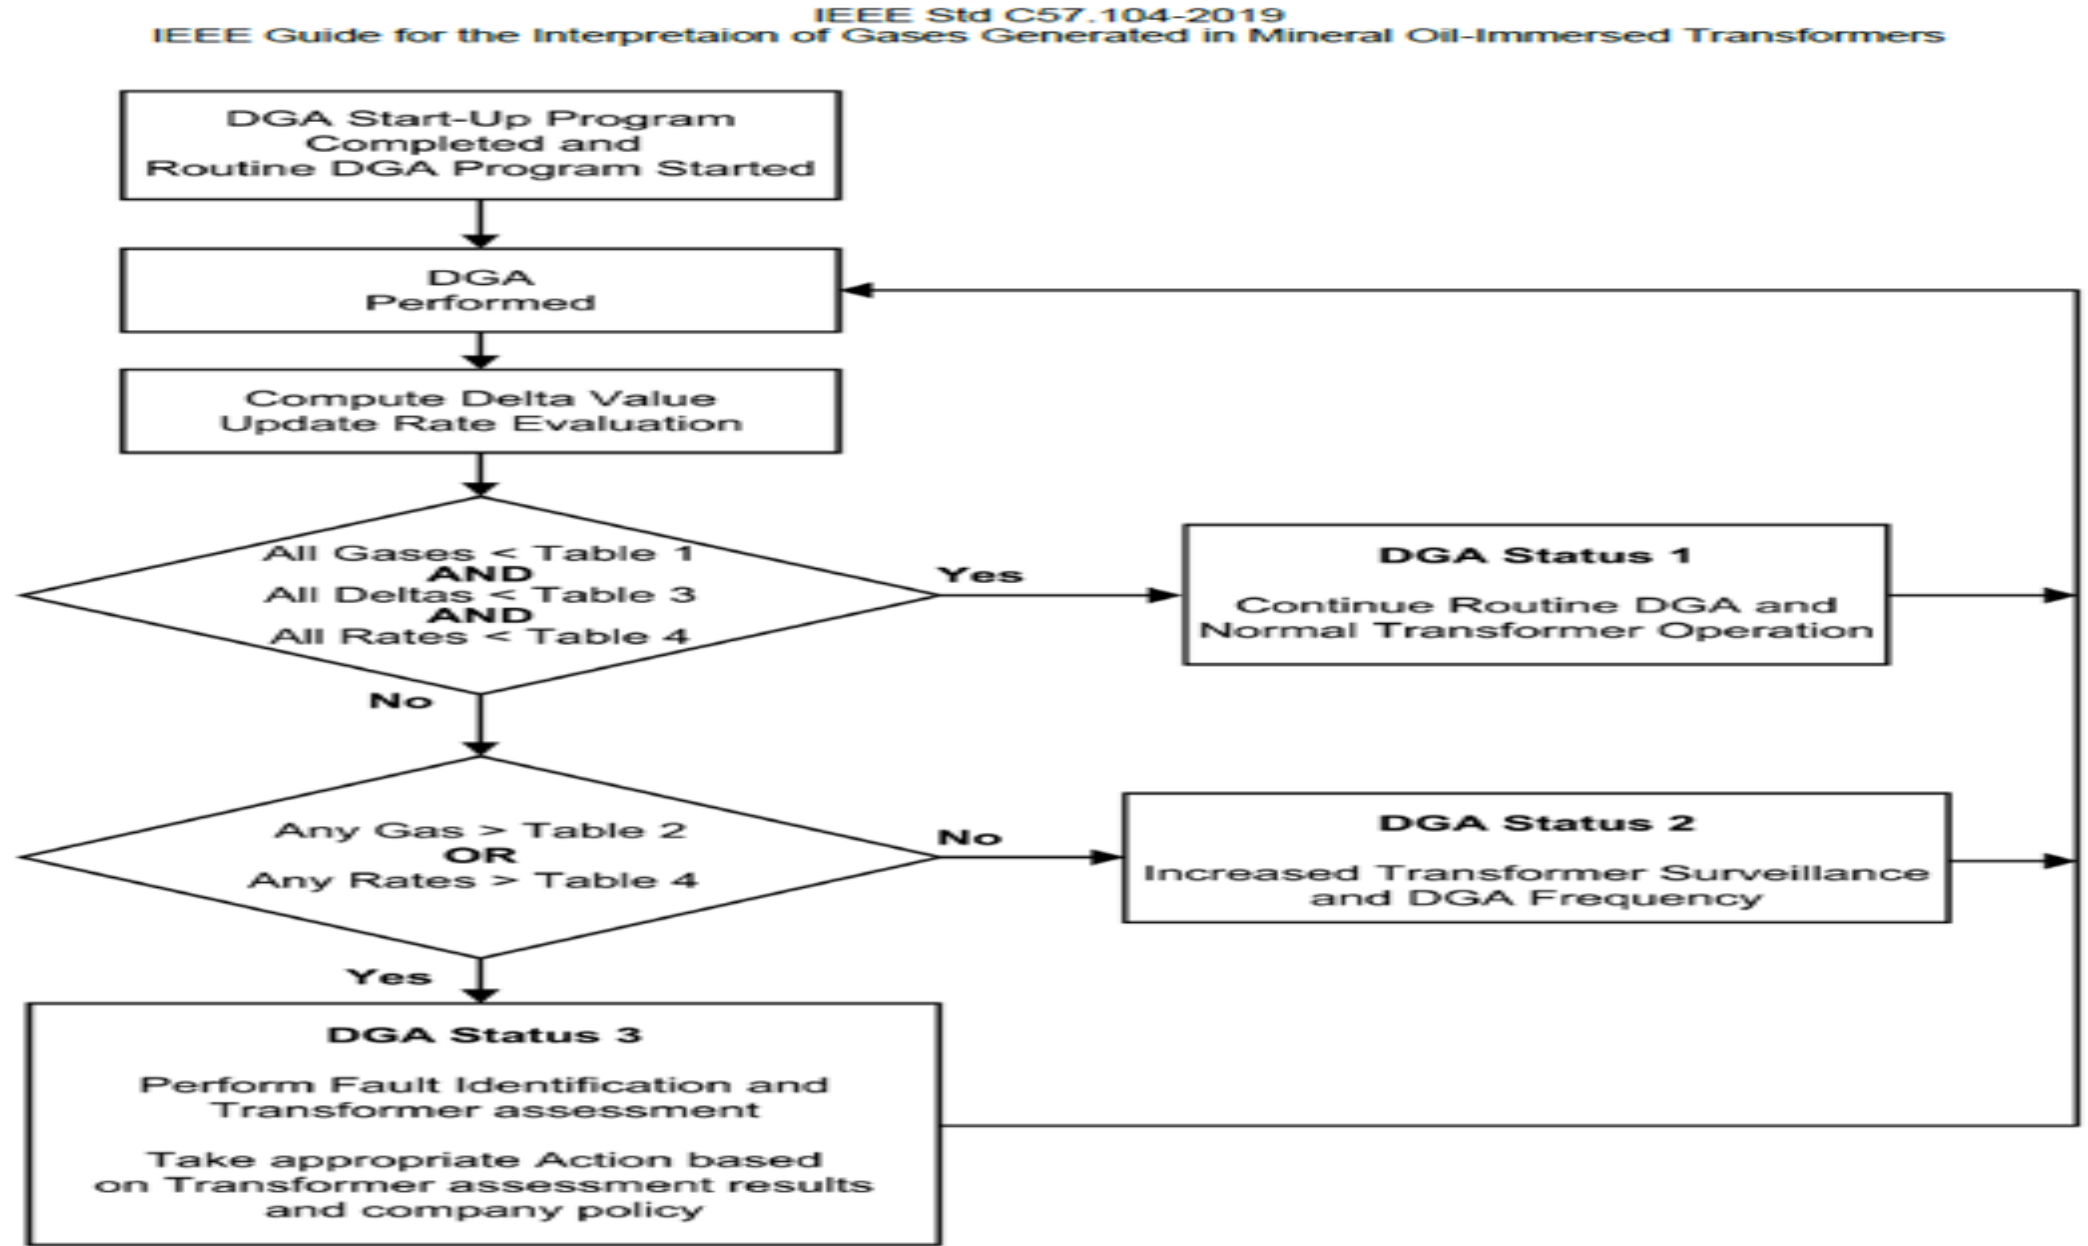 IEEE Std C57.104-2019
IEEE Guide for the Interpretaion of Gases Generated in Mineral Oil-Immersed Transformers
DGA Start-Up Program
Completed and
Routine DGA Program Started
DGA
Performed
Compute Delta Value
Update Rate Evaluation
All Gases < Table 1
AND
All Deltas < Table 3
AND
All Rates < Table 4
Yes
DGA Status 1
Continue Routine DGA and
Normal Transformer Operation
No
Any Gas > Table 2
OR
Any Rates > Table 4
No
DGA Status 2
Increased Transformer Surveillance
and DGA Frequency
Yes
DGA Status 3
Perform Fault Identification and
Transformer assessment
Take appropriate Action based
on Transformer assessment results
and company policy